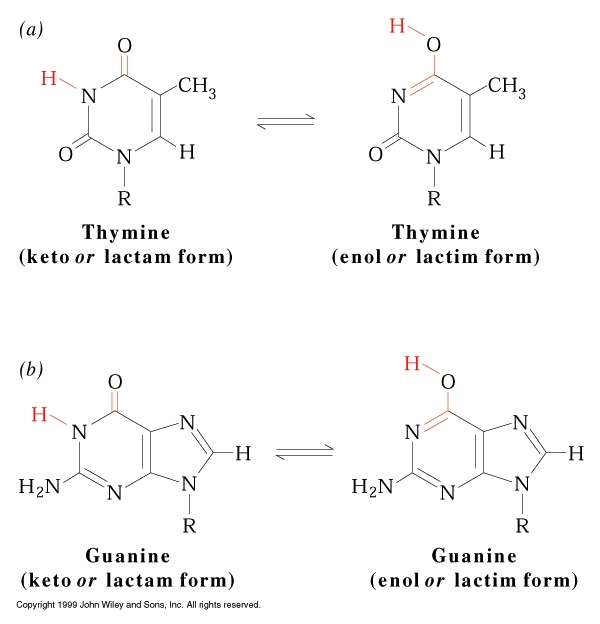 (a)
O
H
N
CH3
O
N
H
R
Thymine
(keto or lactam form)
H
O
N
CH3
O
N
H
R
Thymine
(enol or lactim form)
(b)
O
H
N
N
H
H2N
N
N
R
Guanine
(keto or lactam form)
H
O
N
N
H
H2N
N
N
R
Guanine
(enol or lactim form)
Copyright 1999 John Wiley and Sons, Inc. All rights reserved.